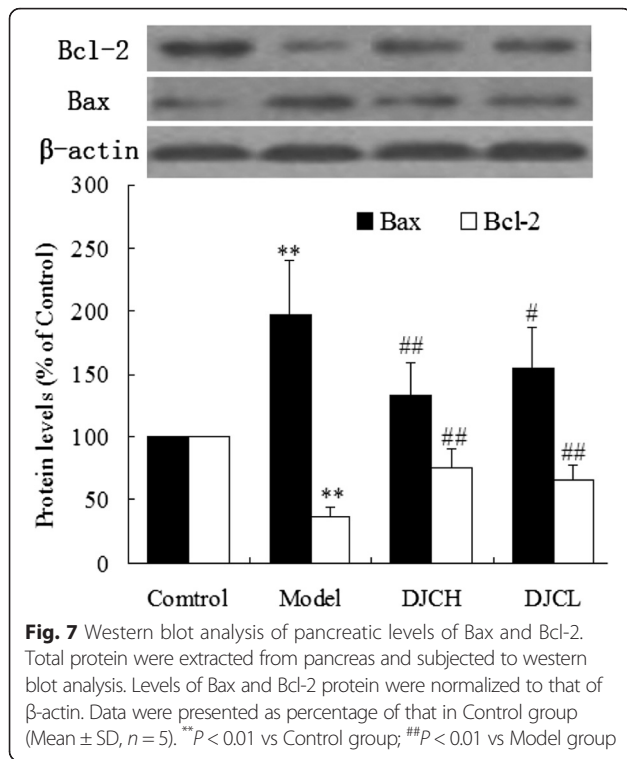 Bcl-2
Bax
β-actin
300
250
200
150
100
50
0
Protein levels (% of Control)
■ Bax □ Bcl-2
**
**
##
##
#
##
Comtrol Model DJCH DJCL
Fig. 7 Western blot analysis of pancreatic levels of Bax and Bcl-2.
Total protein were extracted from pancreas and subjected to western
blot analysis. Levels of Bax and Bcl-2 protein were normalized to that of
β-actin. Data were presented as percentage of that in Control group
(Mean ± SD, n = 5). **P < 0.01 vs Control group; ##P < 0.01 vs Model group